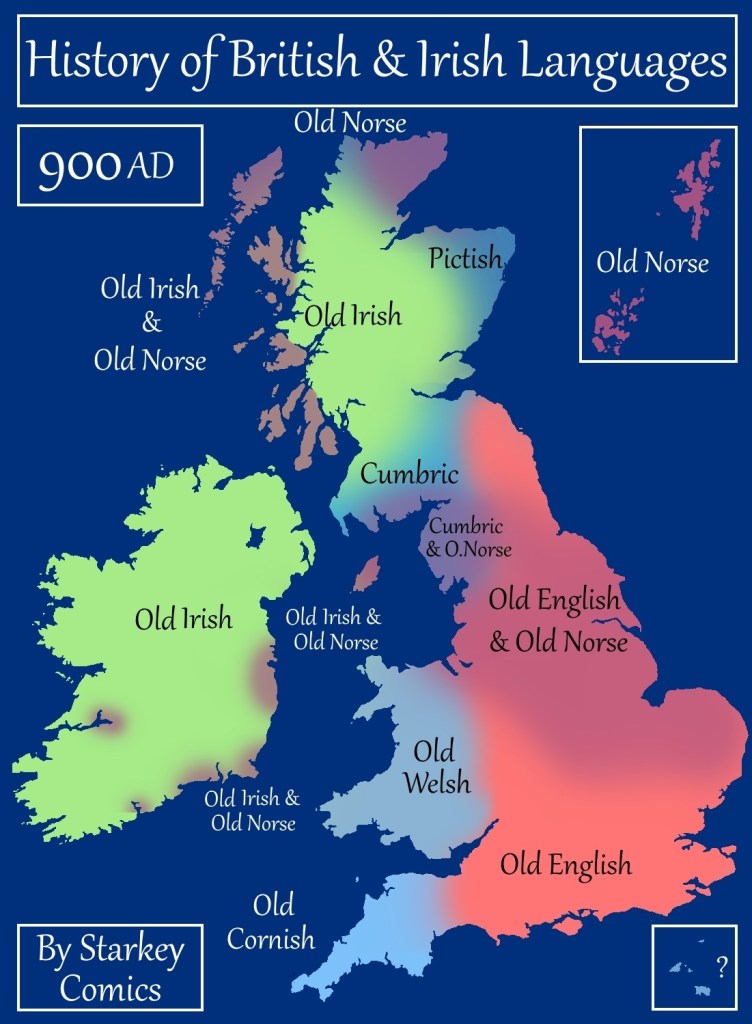 History of British & Irish Languages
900 AD
Old Norse
Old Norse
Pictish
Old Irish
&
Old Norse
Old Irish
Cumbric
Cumbric
& O.Norse
Old English
& Old Norse
Old Irish
Old Irish &
Old Norse
Old
Welsh
Old Irish &
Old Norse
Old English
Old
Cornish
By Starkey
Comics
?